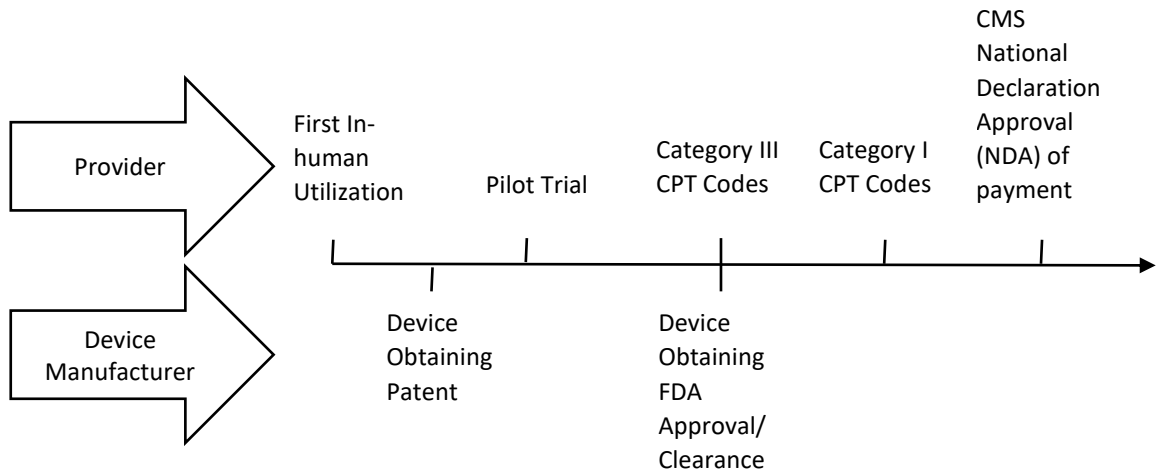 CMS
National
Declaration
Approval
(NDA) of
payment
First In-
human
Utilization
Category III
CPT Codes
Category I
CPT Codes
Provider
Pilot Trial
Device
Manufacturer
Device
Obtaining
Patent
Device
Obtaining
FDA
Approval/
Clearance